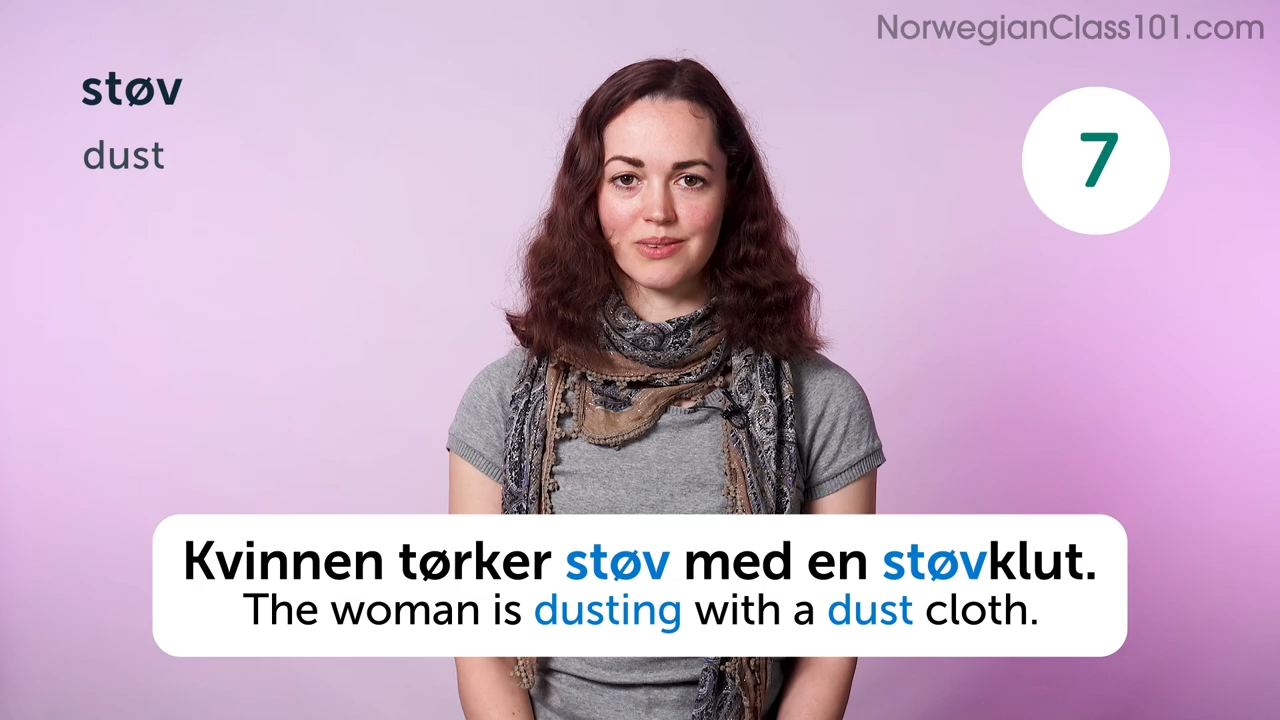 NorwegianClass101.com
støv
dust
7
Kvinnen tørker støv med en støvklut.
The woman is dusting with a dust cloth.